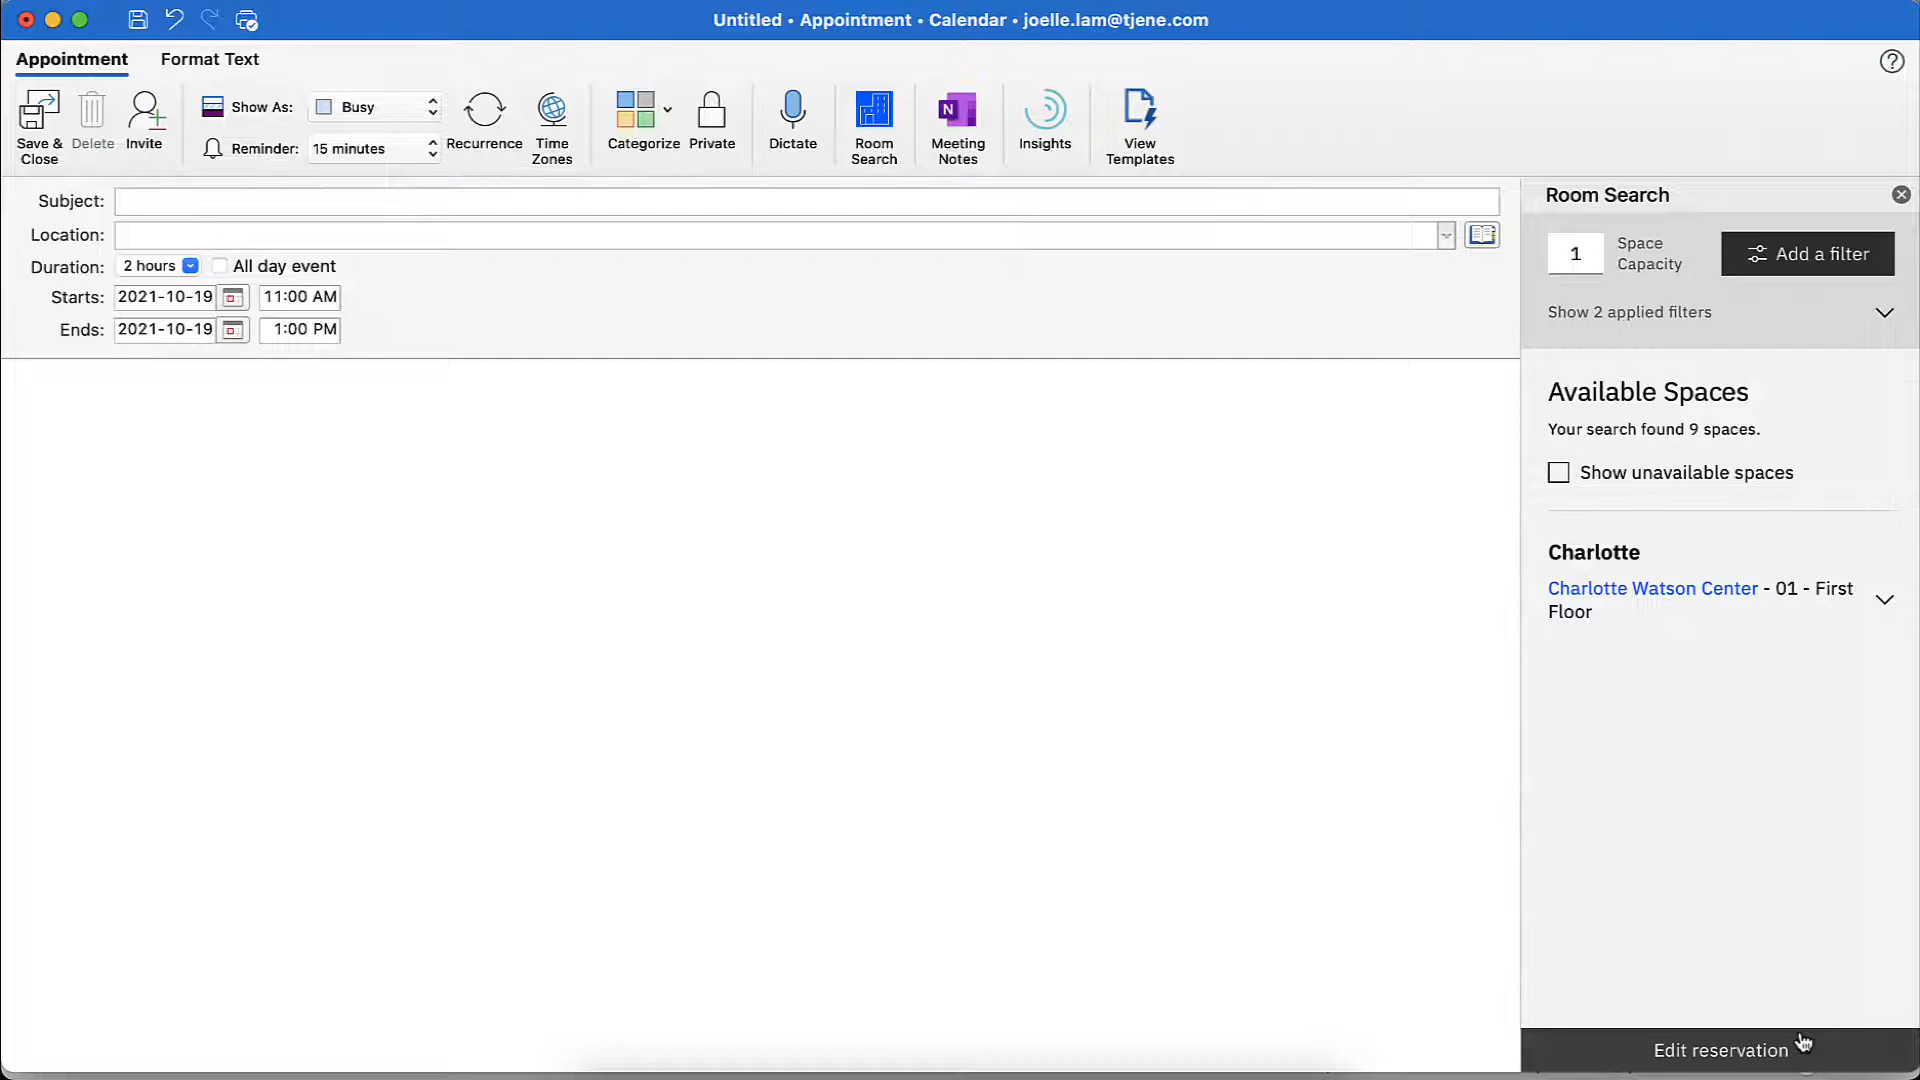 Untitled • Appointment • Calendar • joelle.lam@tjene.com
Appointment
Format Text
Save & Close
Delete
Invite
Show As:
Busy
Reminder:
15 minutes
Recurrence
Time Zones
Categorize
Private
Dictate
Room Search
N
Meeting Notes
Insights
View Templates
Subject:
Location:
Duration:
2 hours
All day event
Starts:
2021-10-19
11:00 AM
Ends:
2021-10-19
1:00 PM
Room Search
1
Space Capacity
Add a filter
Show 2 applied filters
Available Spaces
Your search found 9 spaces.
Show unavailable spaces
Charlotte
Charlotte Watson Center - 01 - First
Floor
Edit reservation